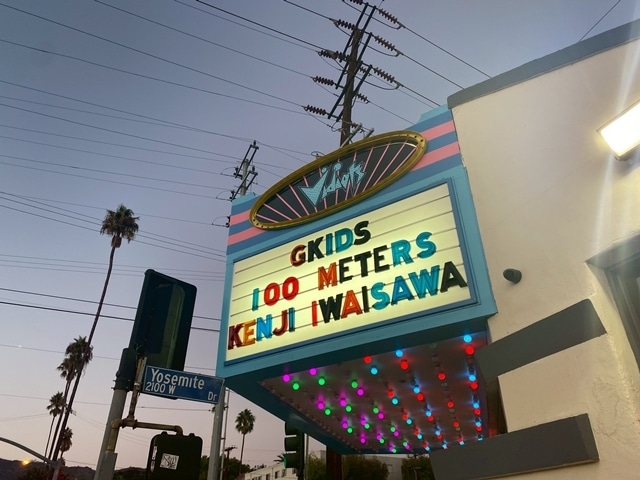 Vidiots
GKIDS
100 METERS
KENJI IWAISAWA
Yosemite Dr
2100 W